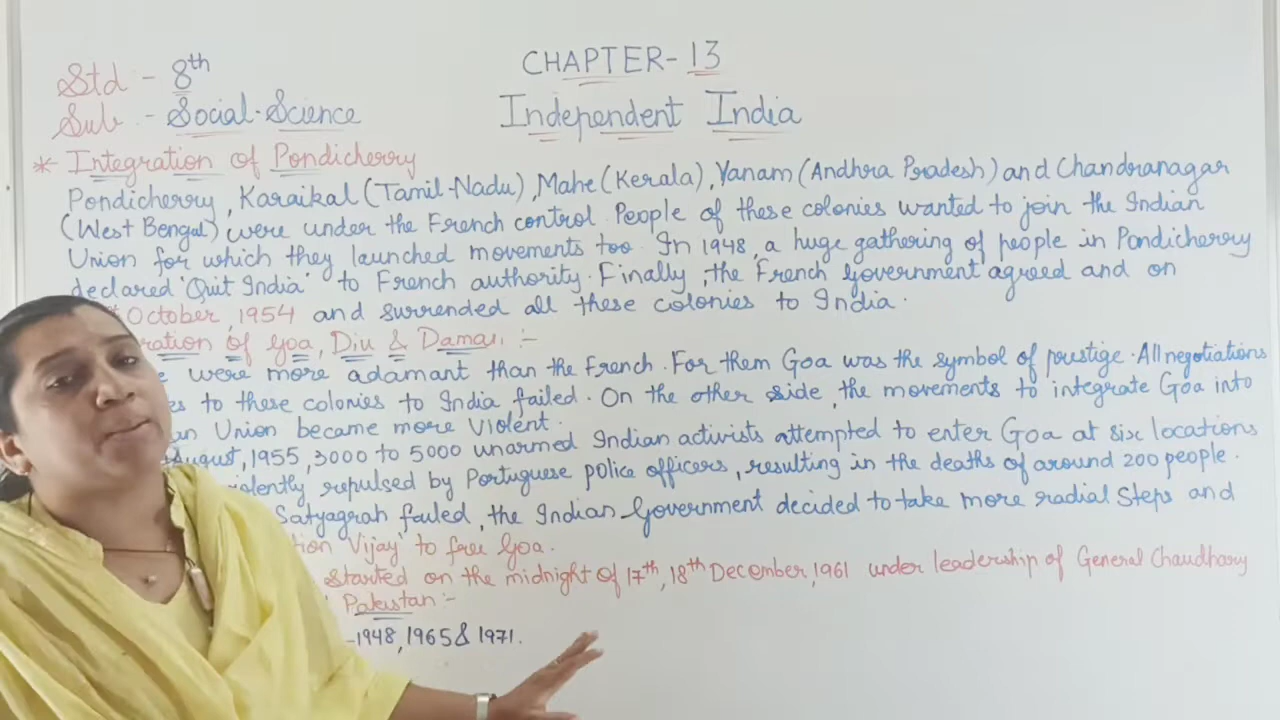 Std - 8th
CHAPTER-13
Sub - Social-Science
Independent India
* Integration of Pondicherry
Pondicherry, Karaikal (Tamil-Nadu), Mahe (Kerala), Yanam (Andhra Pradesh) and Chandranagar
(West Bengal) were under the French control. People of these colonies wanted to join the Indian
Union for which they launched movements too. In 1948, a huge gathering of people in Pondicherry
declared 'Quit India' to French authority. Finally, the French Government agreed and on
October, 1954 and surrended all these colonies to India.
ration of Goa, Diu & Daman :-
were more adamant than the French. For them Goa was the symbol of prestige. All negotiations
es to these colonies to India failed. On the other side, the movements to integrate Goa into
an Union became more violent.
August, 1955, 3000 to 5000 unarmed Indian activists attempted to enter Goa at six locations
olently repulsed by Portuguese police officers, resulting in the deaths of around 200 people.
Satyagrah failed, the Indian Government decided to take more radial steps and
tion 'Vijay' to free Goa.
started on the midnight of 17th, 18th December, 1961 under leadership of General Chaudhary
Pakistan :-
-1948, 1965 & 1971.